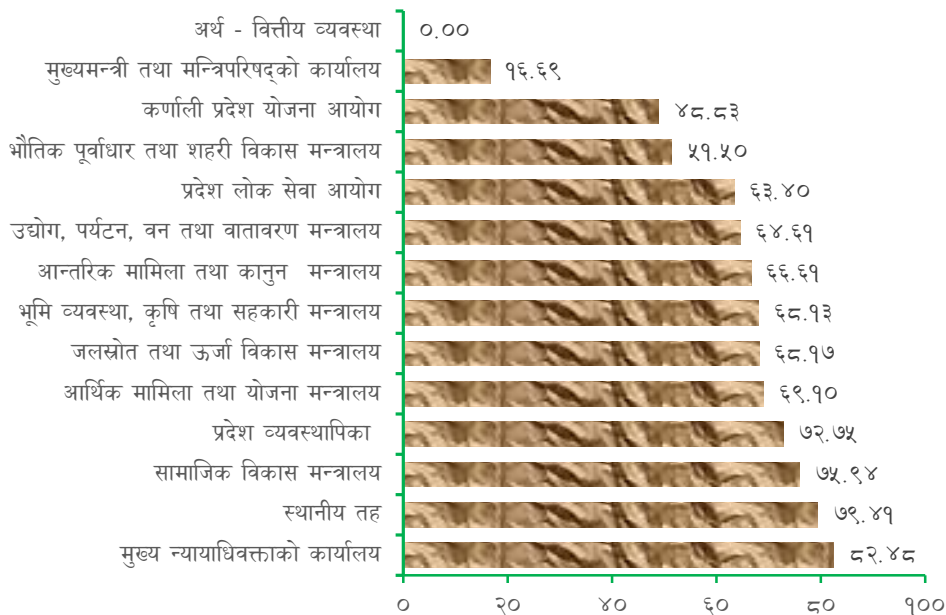 अर्थ - वित्तीय व्यवस्था ०.००
मुख्यमन्त्री तथा मन्त्रिपरिषद्को कार्यालय १६.६९
कर्णाली प्रदेश योजना आयोग ४८.८३
भौतिक पूर्वाधार तथा शहरी विकास मन्त्रालय ५१.५०
प्रदेश लोक सेवा आयोग ६३.४०
उद्योग, पर्यटन, वन तथा वातावरण मन्त्रालय ६४.६१
आन्तरिक मामिला तथा कानुन मन्त्रालय ६६.६१
भूमि व्यवस्था, कृषि तथा सहकारी मन्त्रालय ६८.१३
जलस्रोत तथा ऊर्जा विकास मन्त्रालय ६८.१७
आर्थिक मामिला तथा योजना मन्त्रालय ६९.१०
प्रदेश व्यवस्थापिका ७२.७५
सामाजिक विकास मन्त्रालय ७५.९४
स्थानीय तह ७९.४१
मुख्य न्यायाधिवक्ताको कार्यालय ८२.४८
० २० ४० ६० ८० १००